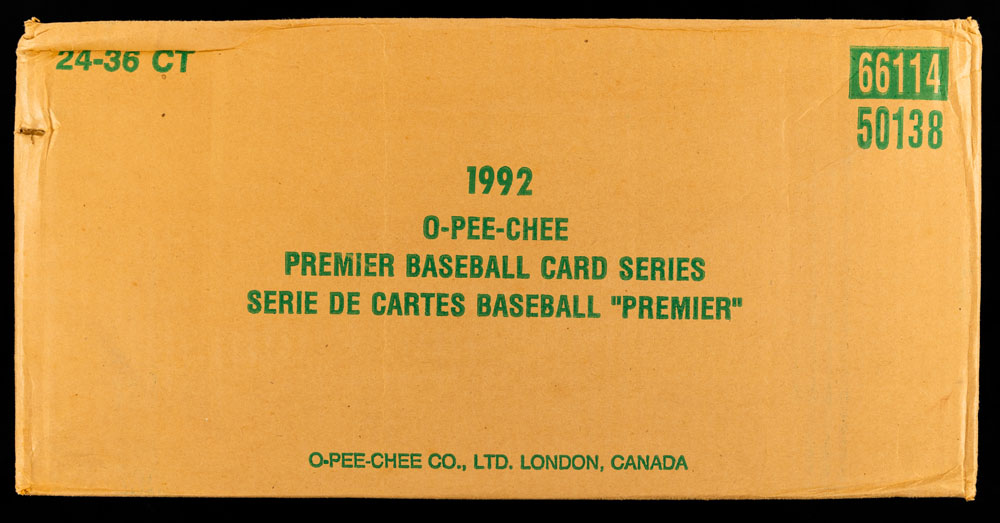 24-36 CT
66114
50138
1992
O-PEE-CHEE
PREMIER BASEBALL CARD SERIES
SERIE DE CARTES BASEBALL "PREMIER"
O-PEE-CHEE CO., LTD. LONDON, CANADA